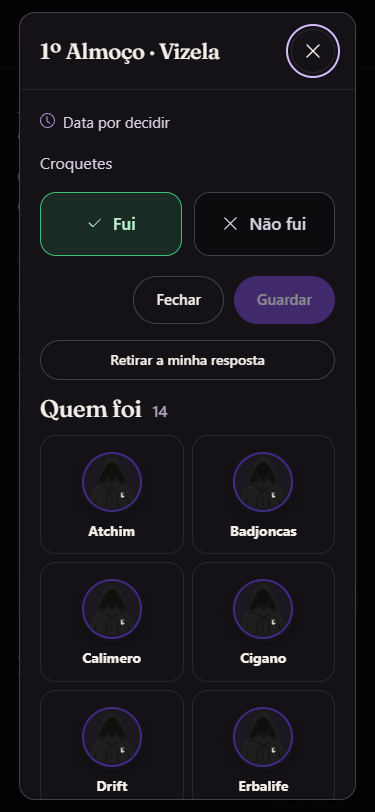 1º Almoço · Vizela
Data por decidir
Croquetes
Fui
Não fui
Fechar
Guardar
Retirar a minha resposta
Quem foi 14
Atchim
Badjoncas
Calimero
Cigano
Drift
Erbalife